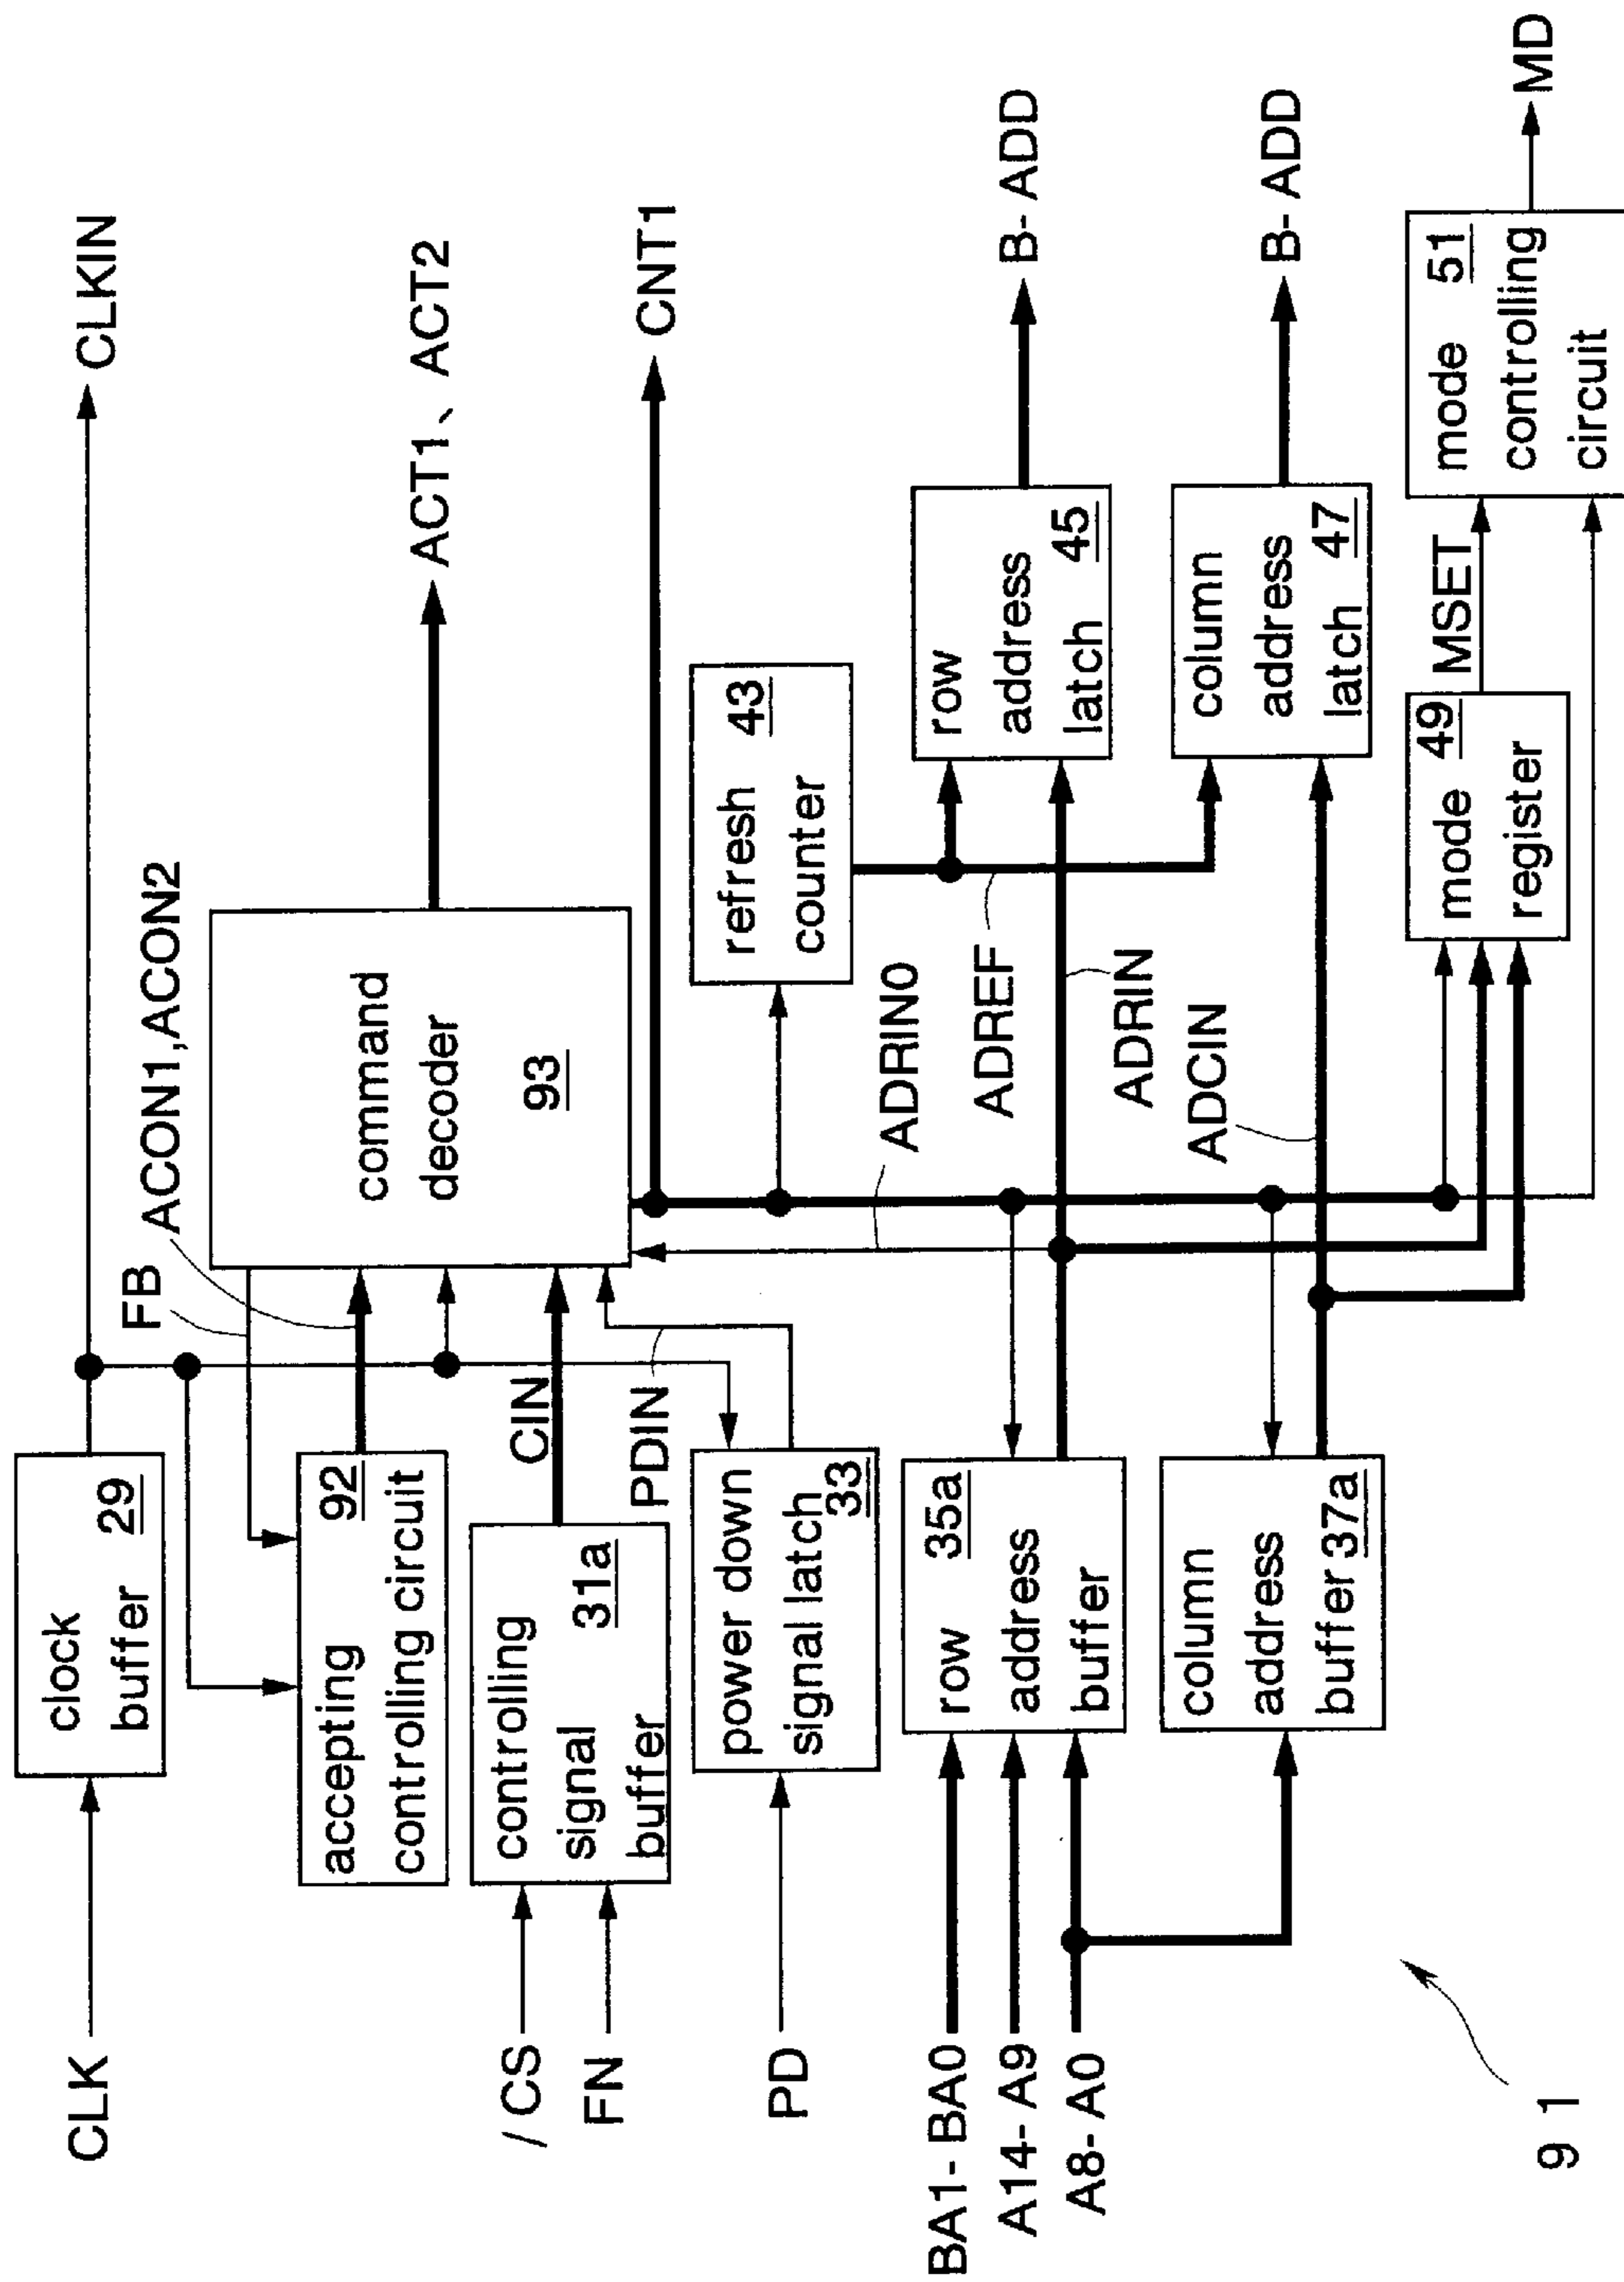 CLK
clock
buffer 29
CLKIN
FB
ACON1,ACON2
accepting 92
controlling circuit
command
decoder
93
ACT1、ACT2
/ CS
FN
controlling
signal 31a
buffer
CIN
CNT1
PD
power down
signal latch 33
PDIN
refresh 43
counter
ADRIN0
ADREF
BA1- BA0
A14- A9
A8- A0
row 35a
address
buffer
ADRIN
row
address
latch 45
B- ADD
column
address
buffer 37a
ADCIN
column
address
latch 47
B- ADD
mode 49
register
MSET
mode 51
controlling
circuit
MD
9 1